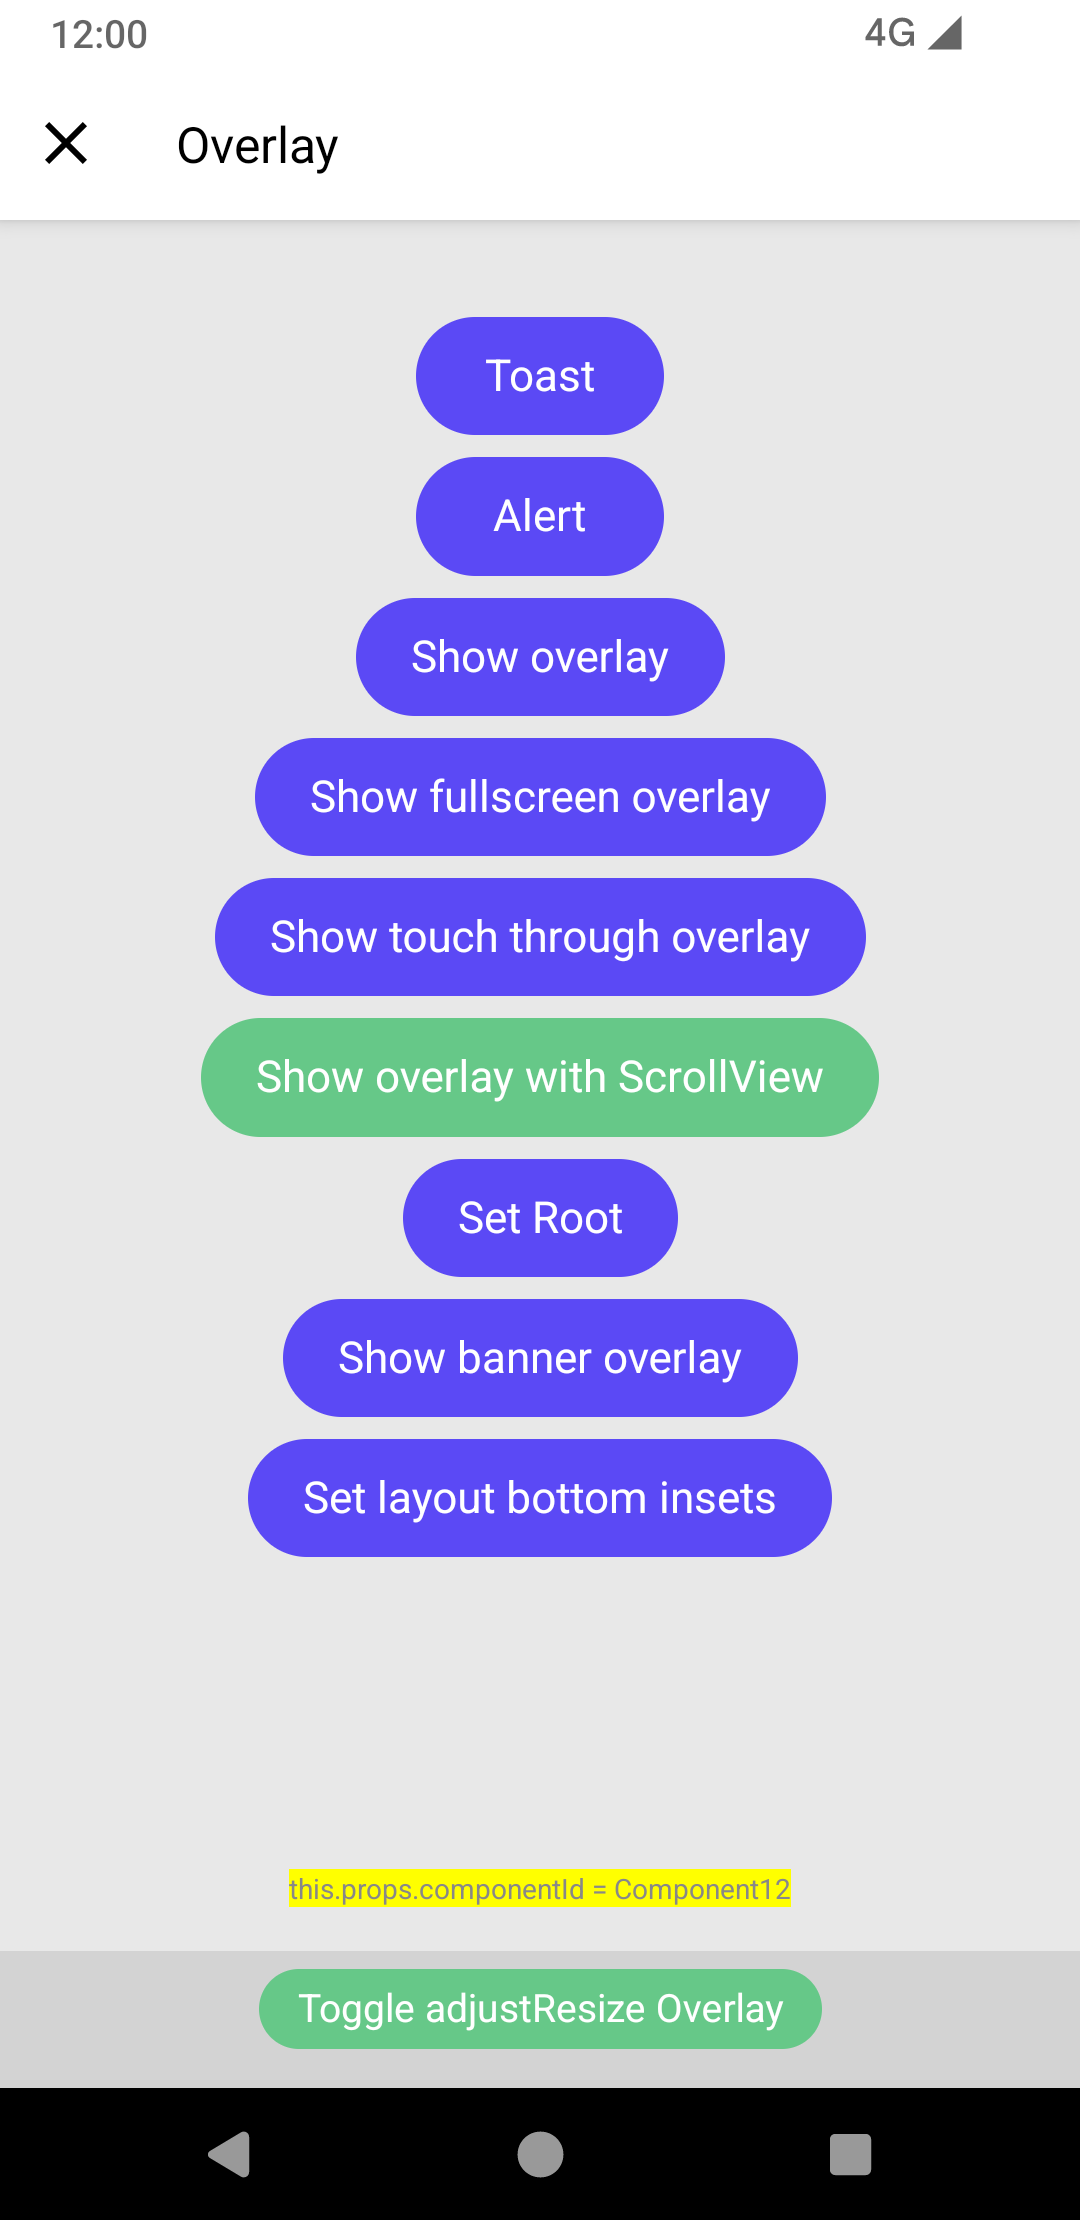 12:00 4G
Overlay
Toast
Alert
Show overlay
Show fullscreen overlay
Show touch through overlay
Show overlay with ScrollView
Set Root
Show banner overlay
Set layout bottom insets
this.props.componentId = Component12
Toggle adjustResize Overlay